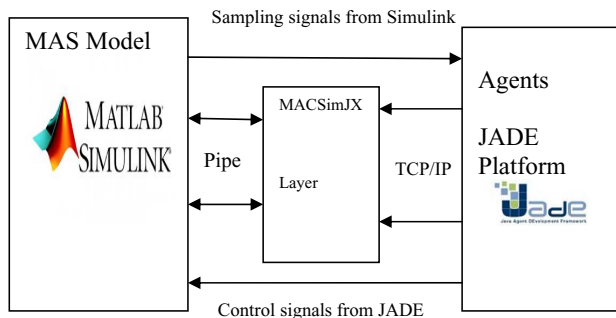 Sampling signals from Simulink
MAS Model
MATLAB
SIMULINK®
Pipe
MACSimJX
Layer
TCP/IP
Agents
JADE
Platform
Jade
Java Agent DEvelopment Framework
Control signals from JADE